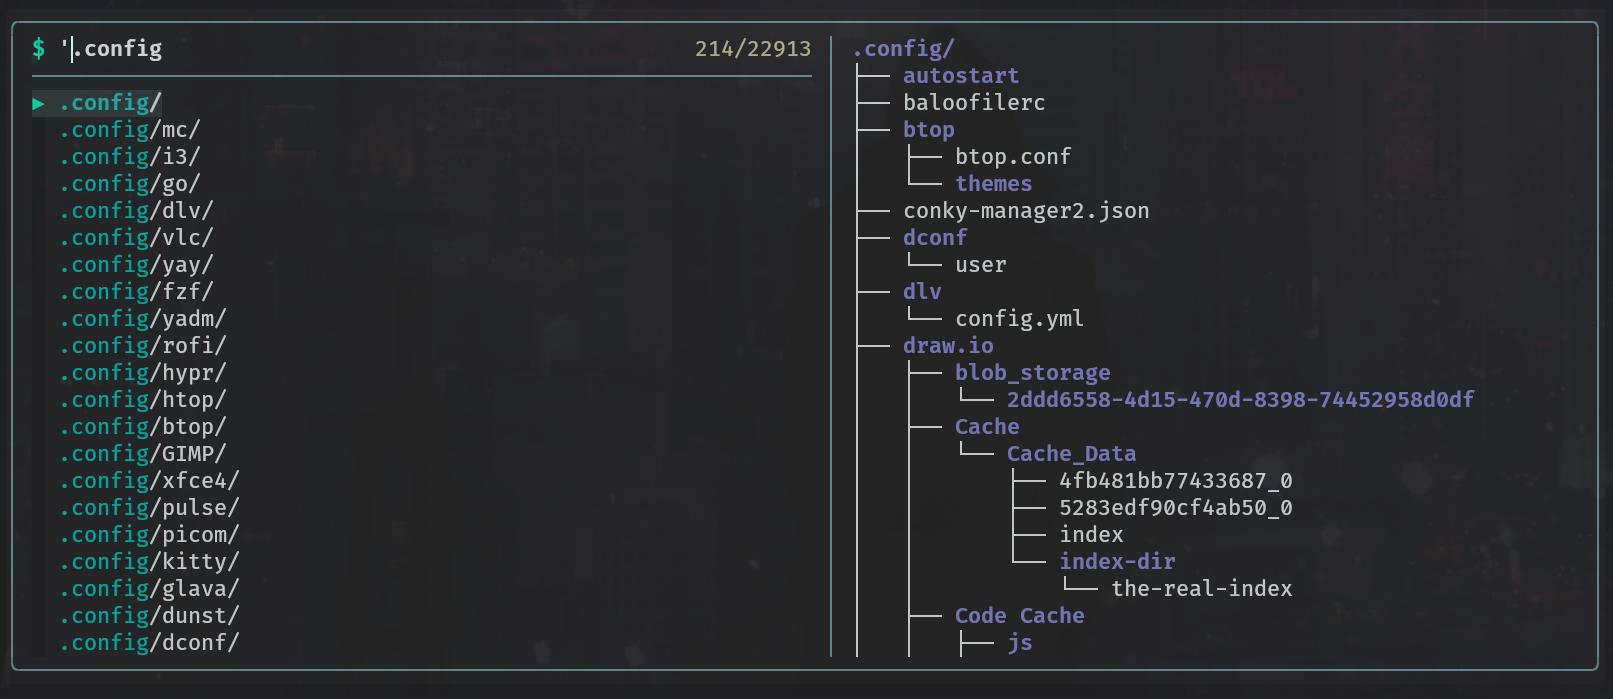 $ '.config 214/22913
▶ .config/
.config/mc/
.config/i3/
.config/go/
.config/dlv/
.config/vlc/
.config/yay/
.config/fzf/
.config/yadm/
.config/rofi/
.config/hypr/
.config/htop/
.config/btop/
.config/GIMP/
.config/xfce4/
.config/pulse/
.config/picom/
.config/kitty/
.config/glava/
.config/dunst/
.config/dconf/
.config/
├── autostart
├── baloofilerc
├── btop
│   ├── btop.conf
│   └── themes
├── conky-manager2.json
├── dconf
│   └── user
├── dlv
│   └── config.yml
├── draw.io
│   ├── blob_storage
│   │   └── 2ddd6558-4d15-470d-8398-74452958d0df
│   ├── Cache
│   │   └── Cache_Data
│   │       ├── 4fb481bb77433687_0
│   │       ├── 5283edf90cf4ab50_0
│   │       ├── index
│   │       └── index-dir
│   │           └── the-real-index
│   ├── Code Cache
│   │   ├── js